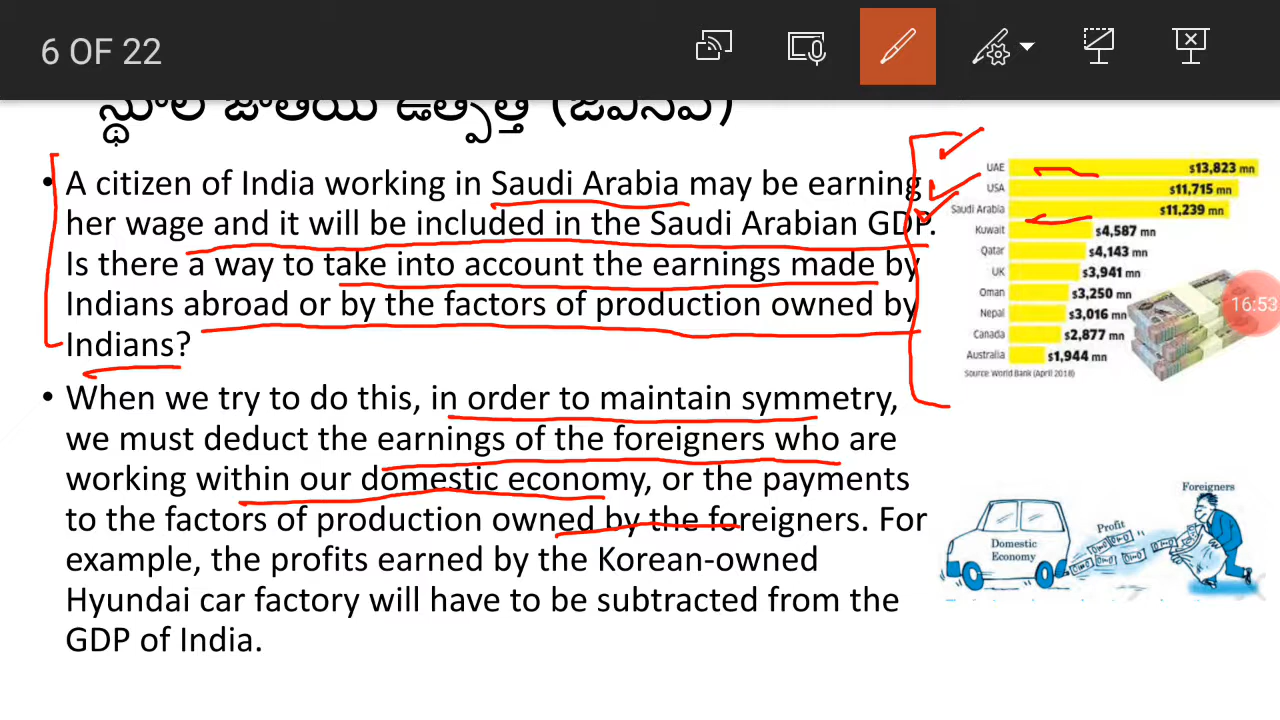 6 OF 22
స్థూల జాతీయ ఉత్పత్తి
• A citizen of India working in Saudi Arabia may be earning
her wage and it will be included in the Saudi Arabian GDP.
Is there a way to take into account the earnings made by
Indians abroad or by the factors of production owned by
Indians?
• When we try to do this, in order to maintain symmetry,
we must deduct the earnings of the foreigners who are
working within our domestic economy, or the payments
to the factors of production owned by the foreigners. For
example, the profits earned by the Korean-owned
Hyundai car factory will have to be subtracted from the
GDP of India.
UAE $13,823 mn
USA $11,715 mn
Saudi Arabia $11,239 mn
Kuwait $4,587 mn
Qatar $4,143 mn
UK $3,941 mn
Oman $3,250 mn
Nepal $3,016 mn
Canada $2,877 mn
Australia $1,944 mn
Source: World Bank (April 2018)
16:53
Foreigners
Profit
Domestic
Economy